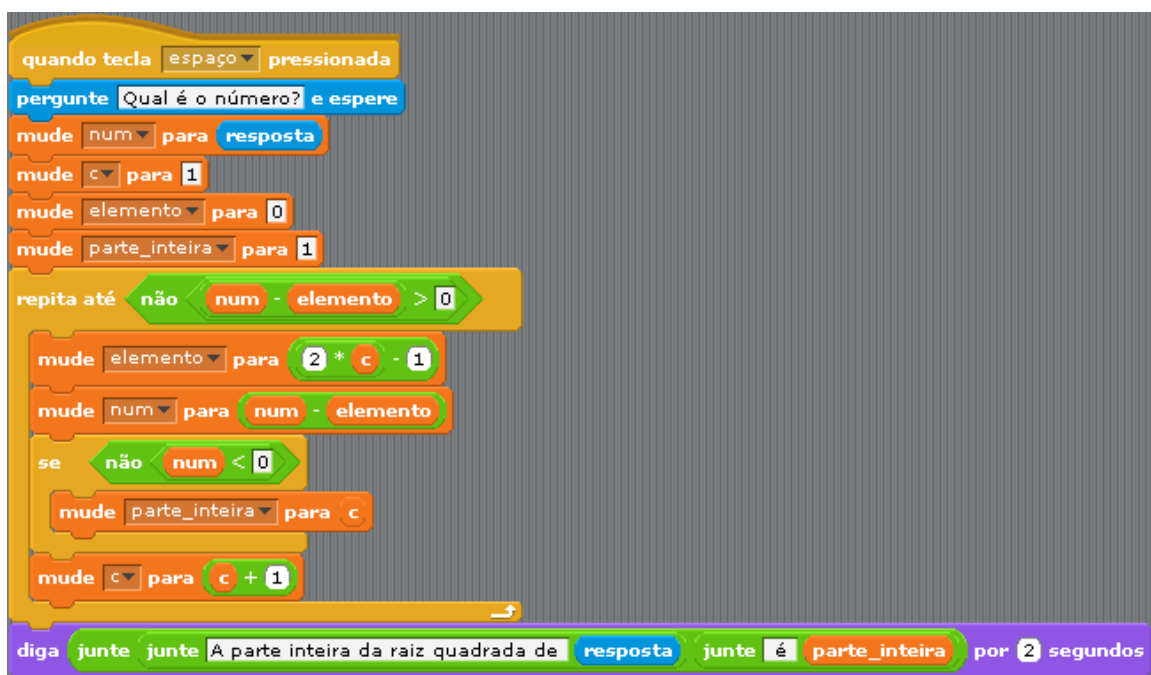 quando tecla espaço pressionada
pergunte Qual é o número? e espere
mude num para resposta
mude c para 1
mude elemento para 0
mude parte_inteira para 1
repita até não num - elemento > 0
mude elemento para 2 * c - 1
mude num para num - elemento
se não num < 0
mude parte_inteira para c
mude c para c + 1
diga junte junte A parte inteira da raiz quadrada de resposta junte é parte_inteira por 2 segundos